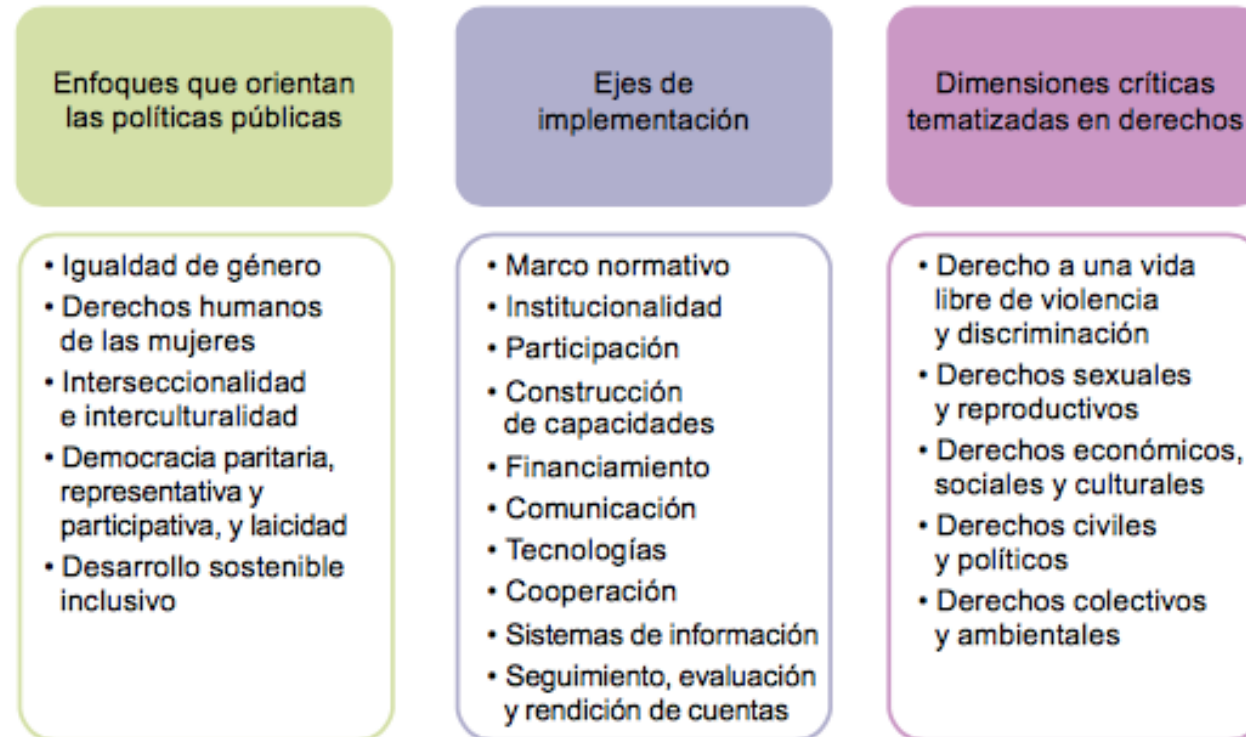 Enfoques que orientan
las políticas públicas
• Igualdad de género
• Derechos humanos
de las mujeres
• Interseccionalidad
e interculturalidad
• Democracia paritaria,
representativa y
participativa, y laicidad
• Desarrollo sostenible
inclusivo
Ejes de
implementación
• Marco normativo
• Institucionalidad
• Participación
• Construcción
de capacidades
• Financiamiento
• Comunicación
• Tecnologías
• Cooperación
• Sistemas de información
• Seguimiento, evaluación
y rendición de cuentas
Dimensiones críticas
tematizadas en derechos
• Derecho a una vida
libre de violencia
y discriminación
• Derechos sexuales
y reproductivos
• Derechos económicos,
sociales y culturales
• Derechos civiles
y políticos
• Derechos colectivos
y ambientales